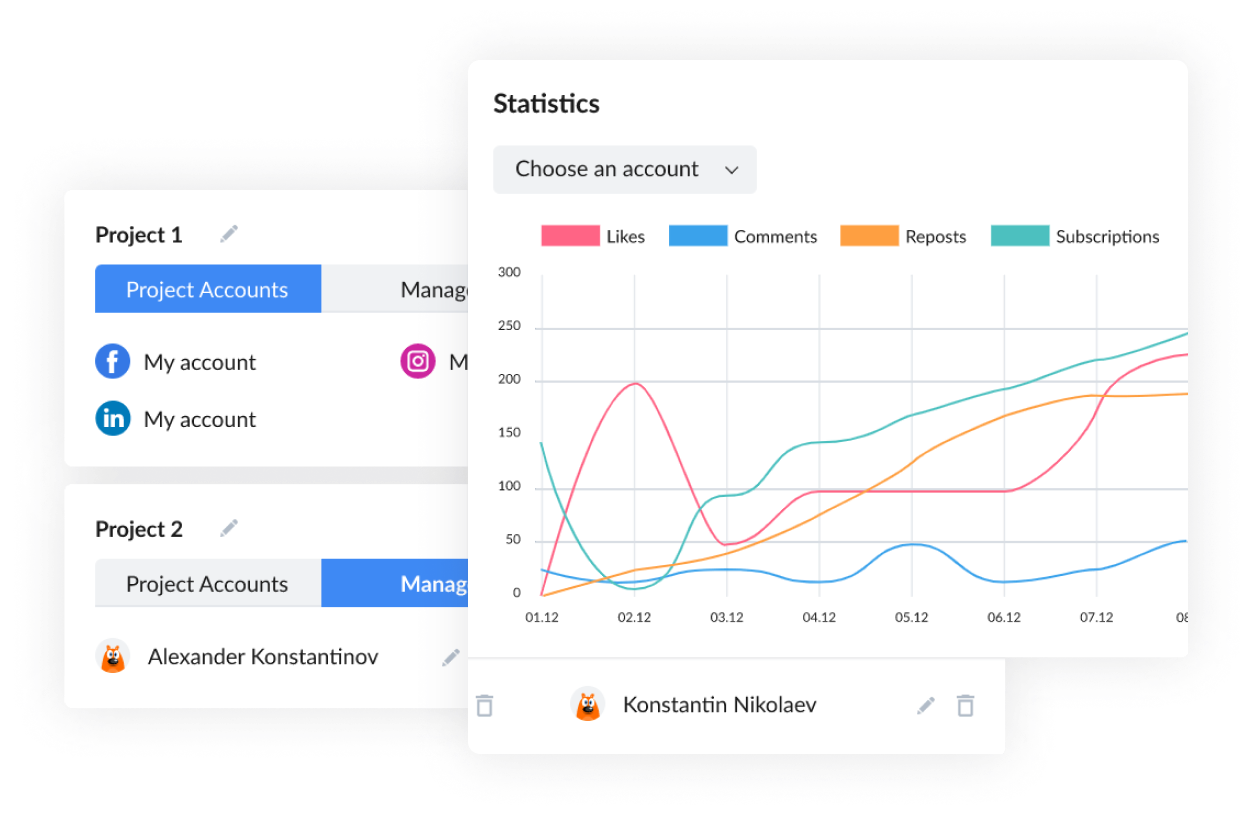 Statistics
Choose an account
Likes Comments Reposts Subscriptions
300
250
200
150
100
50
0
01.12 02.12 03.12 04.12 05.12 06.12 07.12 08
Project 1
Project Accounts Manag
My account M
My account
Project 2
Project Accounts Manag
Alexander Konstantinov
Konstantin Nikolaev